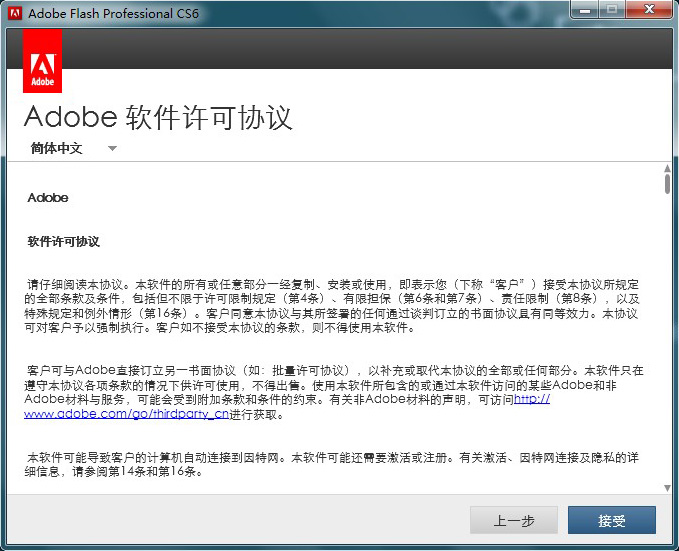 Adobe Flash Professional CS6
Adobe
Adobe 软件许可协议
简体中文
Adobe
软件许可协议
请仔细阅读本协议。本软件的所有或任意部分一经复制、安装或使用，即表示您（下称“客户”）接受本协议所规定
的全部条款及条件，包括但不限于许可限制规定（第4条）、有限担保（第6条和第7条）、责任限制（第8条），以及
特殊规定和例外情形（第16条）。客户同意本协议与其所签署的任何通过谈判订立的书面协议且有同等效力。本协议
可对客户予以强制执行。客户如不接受本协议的条款，则不得使用本软件。
客户可与Adobe直接订立另一书面协议（如：批量许可协议），以补充或取代本协议的全部或任何部分。本软件只在
遵守本协议各项条款的情况下供许可使用，不得出售。使用本软件所包含的或通过本软件访问的某些Adobe和非
Adobe材料与服务，可能会受到附加条款和条件的约束。有关非Adobe材料的声明，可访问http://
www.adobe.com/go/thirdparty_cn进行获取。
本软件可能导致客户的计算机自动连接到因特网。本软件可能还需要激活或注册。有关激活、因特网连接及隐私的详
细信息，请参阅第14条和第16条。
上一步
接受